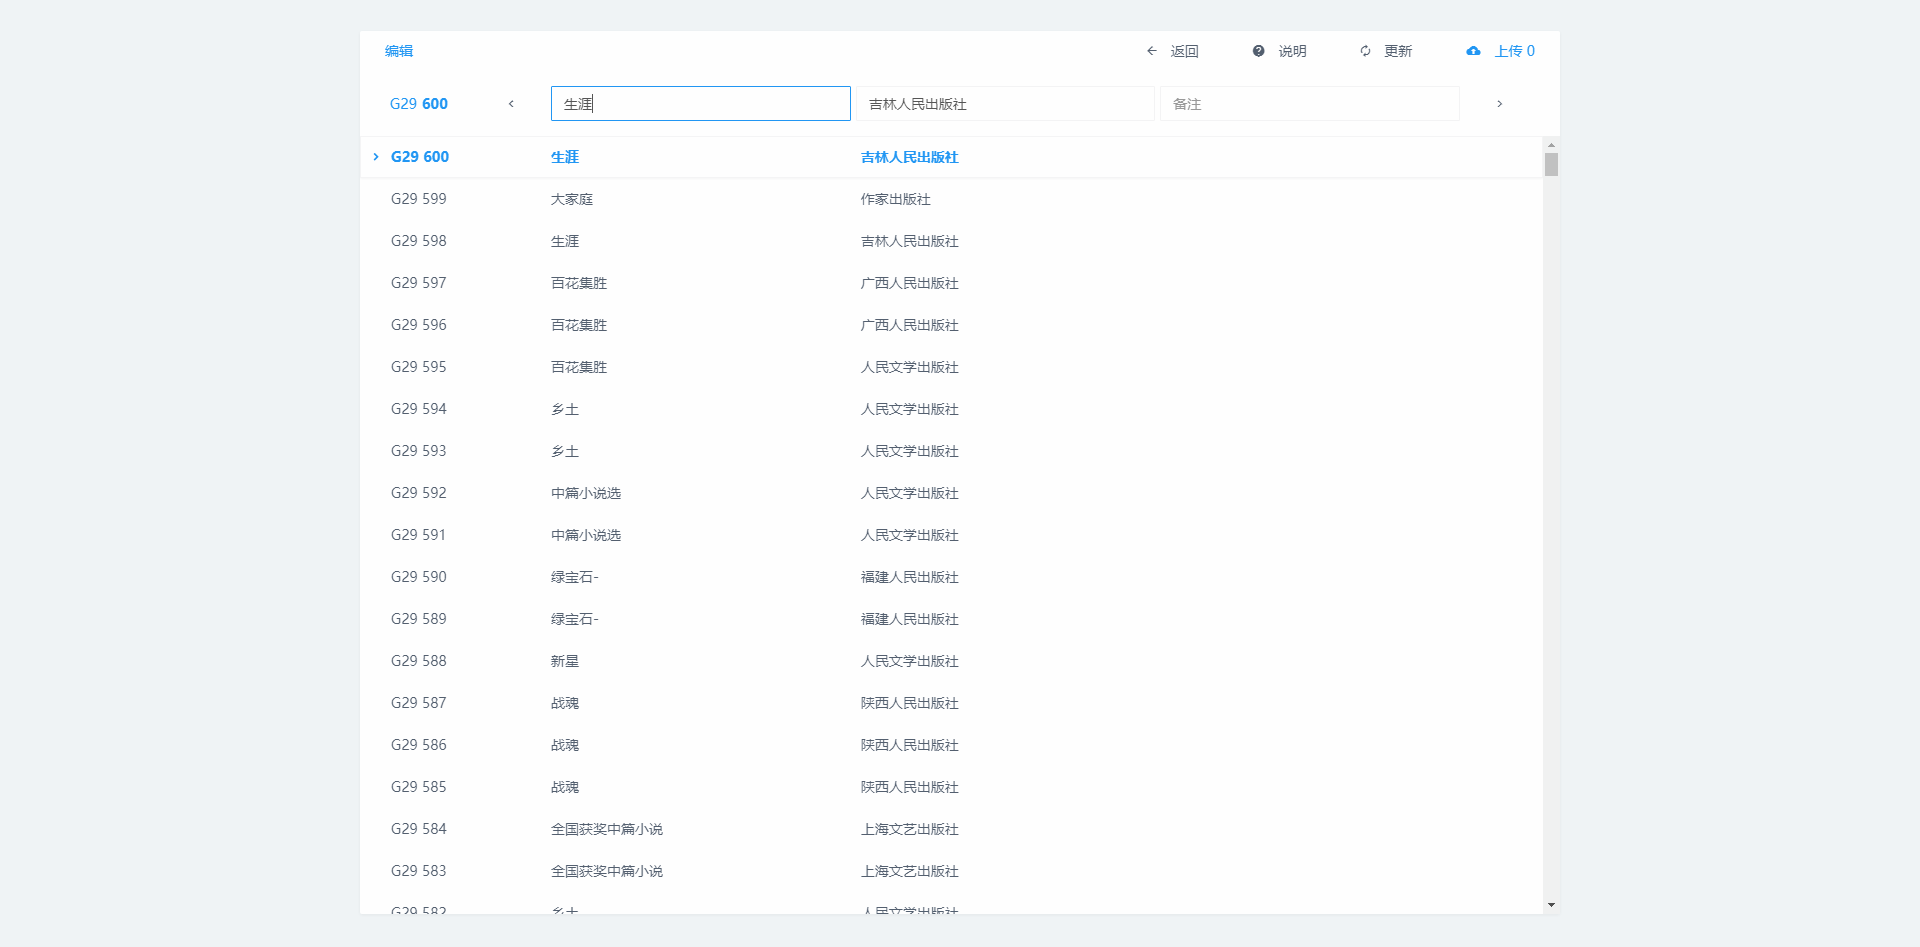 编辑 返回 说明 更新 上传 0
G29 600 生涯 吉林人民出版社 备注
G29 600 生涯 吉林人民出版社
G29 599 大家庭 作家出版社
G29 598 生涯 吉林人民出版社
G29 597 百花集胜 广西人民出版社
G29 596 百花集胜 广西人民出版社
G29 595 百花集胜 人民文学出版社
G29 594 乡土 人民文学出版社
G29 593 乡土 人民文学出版社
G29 592 中篇小说选 人民文学出版社
G29 591 中篇小说选 人民文学出版社
G29 590 绿宝石- 福建人民出版社
G29 589 绿宝石- 福建人民出版社
G29 588 新星 人民文学出版社
G29 587 战魂 陕西人民出版社
G29 586 战魂 陕西人民出版社
G29 585 战魂 陕西人民出版社
G29 584 全国获奖中篇小说 上海文艺出版社
G29 583 全国获奖中篇小说 上海文艺出版社
G29 582 乡土 人民文学出版社